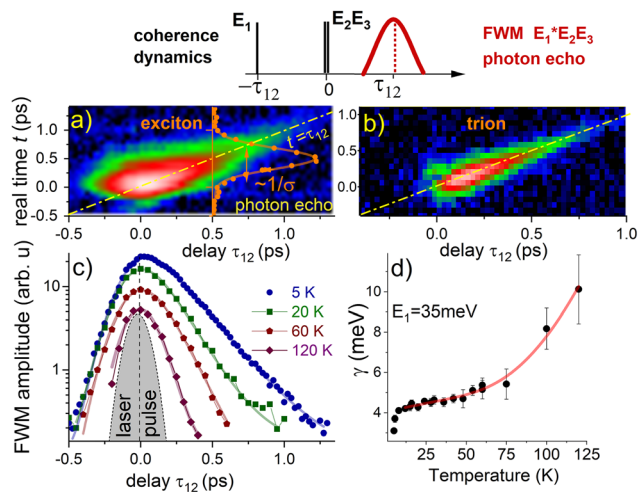 coherence
dynamics
E₁
E₂E₃
FWM E₁*E₂E₃
photon echo
−τ₁₂
0
τ₁₂
a)
exciton
t=τ₁₂
~1/σ
photon echo
real time t (ps)
1.0
0.5
0.0
-0.5
-0.5
0.0
0.5
1.0
delay τ₁₂ (ps)
b)
trion
1.0
0.0
0.0
0.5
1.0
delay τ₁₂ (ps)
c)
5 K
20 K
60 K
120 K
laser
pulse
FWM amplitude (arb. u)
10
1
-0.5
0.0
0.5
1.0
delay τ₁₂ (ps)
d)
E₁=35meV
γ (meV)
10
8
6
4
2
25
50
75
100
125
Temperature (K)